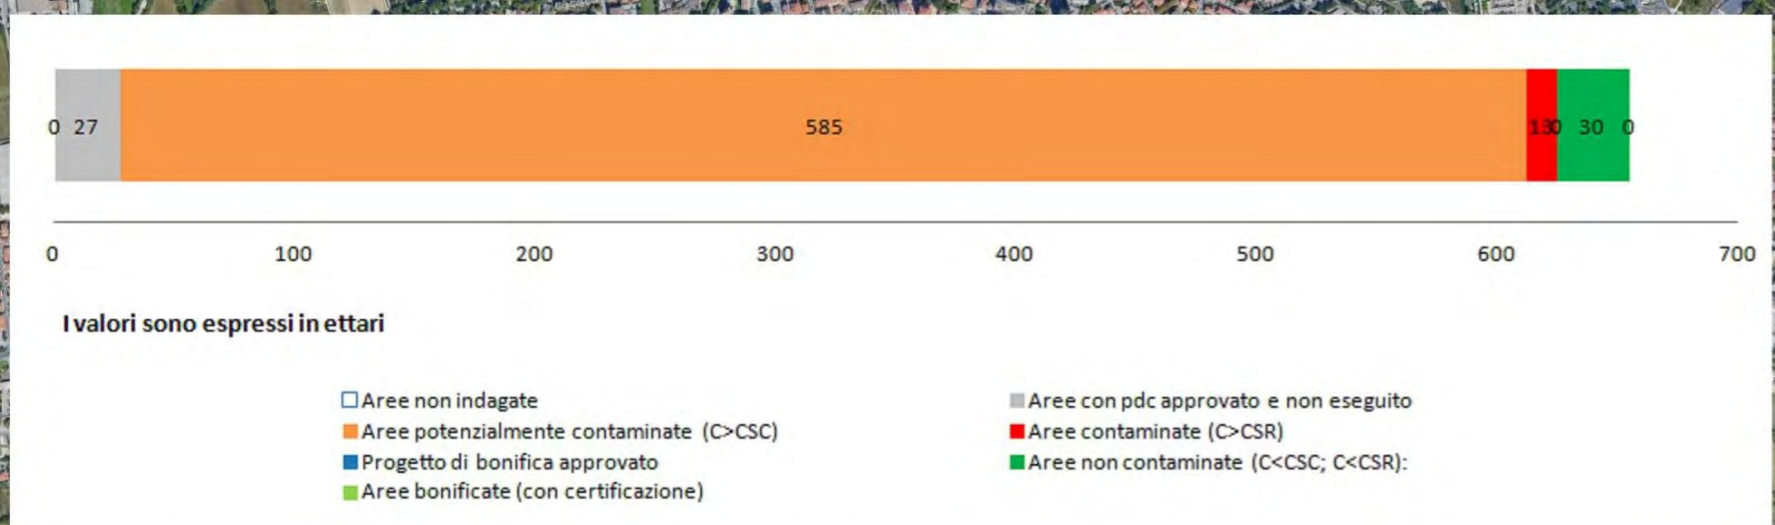 0 27 585 13 0 30 0
0 100 200 300 400 500 600 700
I valori sono espressi in ettari
Aree non indagate
Aree con pdc approvato e non eseguito
Aree potenzialmente contaminate (C>CSC)
Aree contaminate (C>CSR)
Progetto di bonifica approvato
Aree non contaminate (C<CSC; C<CSR):
Aree bonificate (con certificazione)